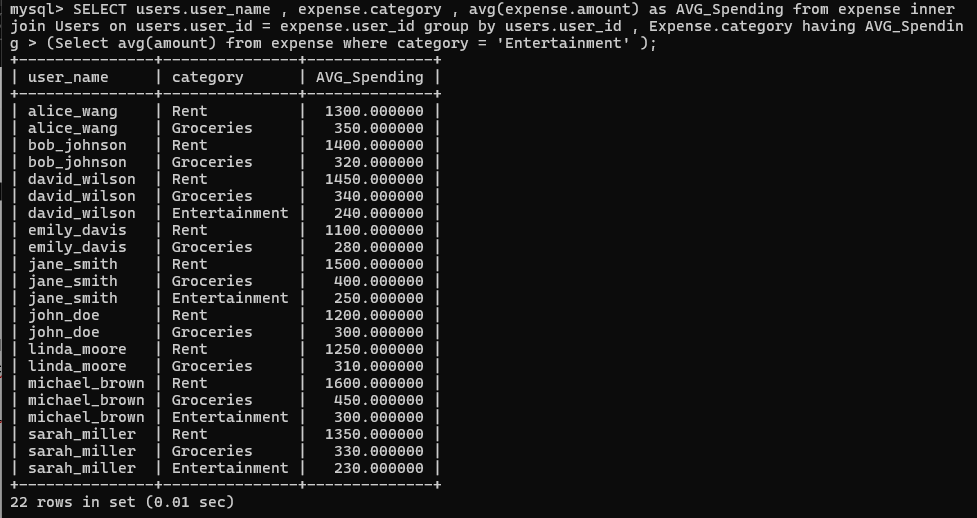 mysql> SELECT users.user_name , expense.category , avg(expense.amount) as AVG_Spending from expense inner
join Users on users.user_id = expense.user_id group by users.user_id , Expense.category having AVG_Spendin
g > (Select avg(amount) from expense where category = 'Entertainment' );
+---------------+---------------+--------------+
| user_name     | category      | AVG_Spending |
+---------------+---------------+--------------+
| alice_wang    | Rent          |  1300.000000 |
| alice_wang    | Groceries     |   350.000000 |
| bob_johnson   | Rent          |  1400.000000 |
| bob_johnson   | Groceries     |   320.000000 |
| david_wilson  | Rent          |  1450.000000 |
| david_wilson  | Groceries     |   340.000000 |
| david_wilson  | Entertainment |   240.000000 |
| emily_davis   | Rent          |  1100.000000 |
| emily_davis   | Groceries     |   280.000000 |
| jane_smith    | Rent          |  1500.000000 |
| jane_smith    | Groceries     |   400.000000 |
| jane_smith    | Entertainment |   250.000000 |
| john_doe      | Rent          |  1200.000000 |
| john_doe      | Groceries     |   300.000000 |
| linda_moore   | Rent          |  1250.000000 |
| linda_moore   | Groceries     |   310.000000 |
| michael_brown | Rent          |  1600.000000 |
| michael_brown | Groceries     |   450.000000 |
| michael_brown | Entertainment |   300.000000 |
| sarah_miller  | Rent          |  1350.000000 |
| sarah_miller  | Groceries     |   330.000000 |
| sarah_miller  | Entertainment |   230.000000 |
+---------------+---------------+--------------+
22 rows in set (0.01 sec)